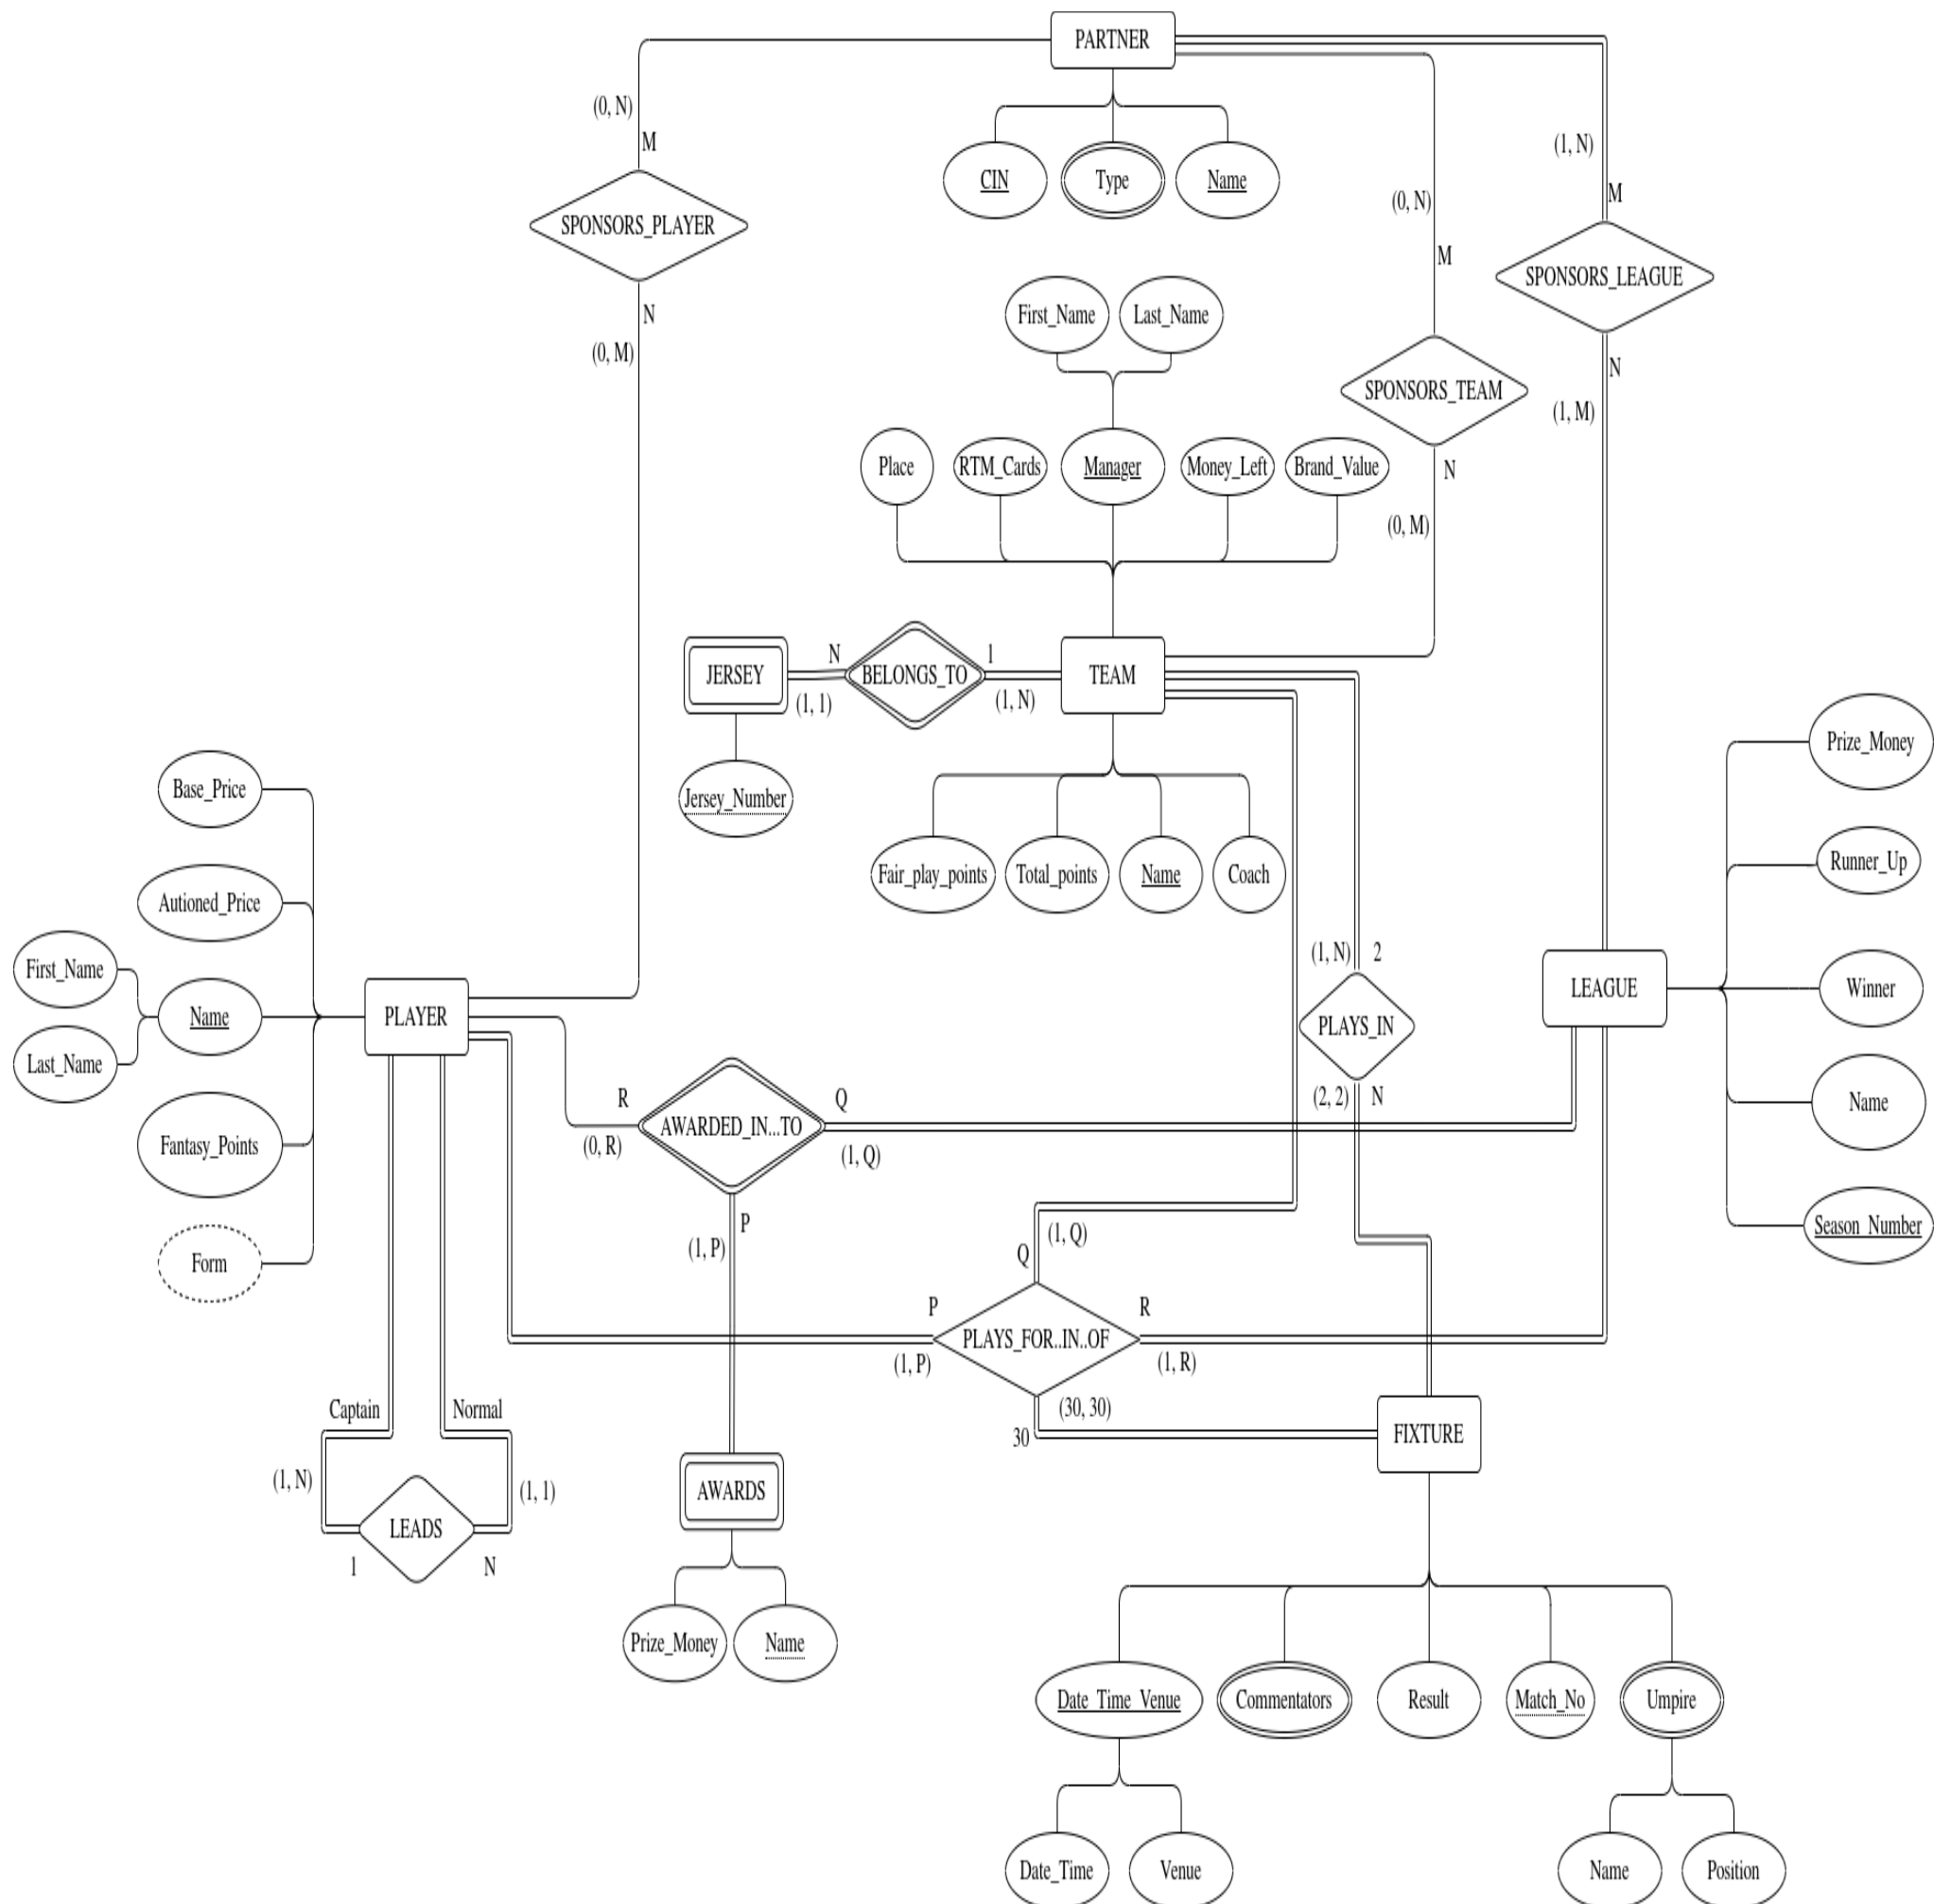 PARTNER
(0, N)
M
(1, N)
M
CIN
Type
Name
(0, N)
M
SPONSORS_PLAYER
SPONSORS_LEAGUE
N
(0, M)
First_Name
Last_Name
N
(1, M)
SPONSORS_TEAM
N
(0, M)
Place
RTM_Cards
Manager
Money_Left
Brand_Value
JERSEY
N
(1, 1)
BELONGS_TO
1
(1, N)
TEAM
Jersey_Number
Fair_play_points
Total_points
Name
Coach
Base_Price
Autioned_Price
First_Name
Last_Name
Name
Fantasy_Points
Form
PLAYER
Prize_Money
Runner_Up
Winner
Name
Season_Number
LEAGUE
(1, N)
2
PLAYS_IN
(2, 2)
N
R
(0, R)
AWARDED_IN...TO
Q
(1, Q)
P
(1, P)
(1, Q)
Q
P
(1, P)
PLAYS_FOR..IN..OF
R
(1, R)
(30, 30)
30
FIXTURE
Captain
Normal
(1, N)
(1, 1)
LEADS
1
N
AWARDS
Prize_Money
Name
Date_Time_Venue
Commentators
Result
Match_No
Umpire
Date_Time
Venue
Name
Position